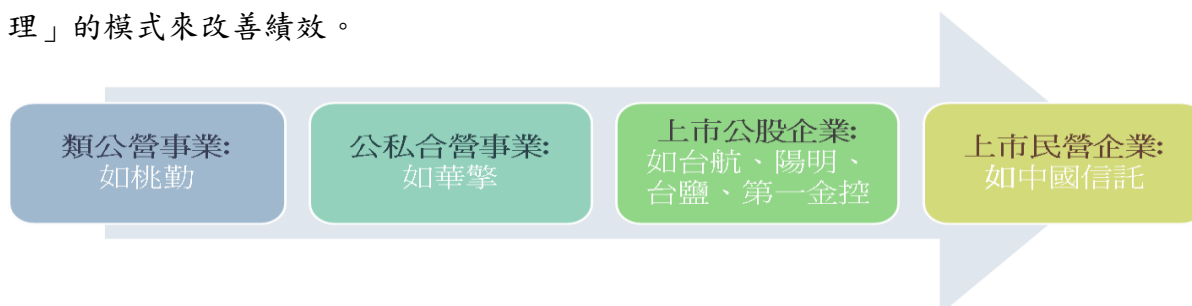 理」的模式來改善績效。
類公營事業:
如桃勤
公私合營事業:
如華擎
上市公股企業:
如台航、陽明、
台鹽、第一金控
上市民營企業:
如中國信託